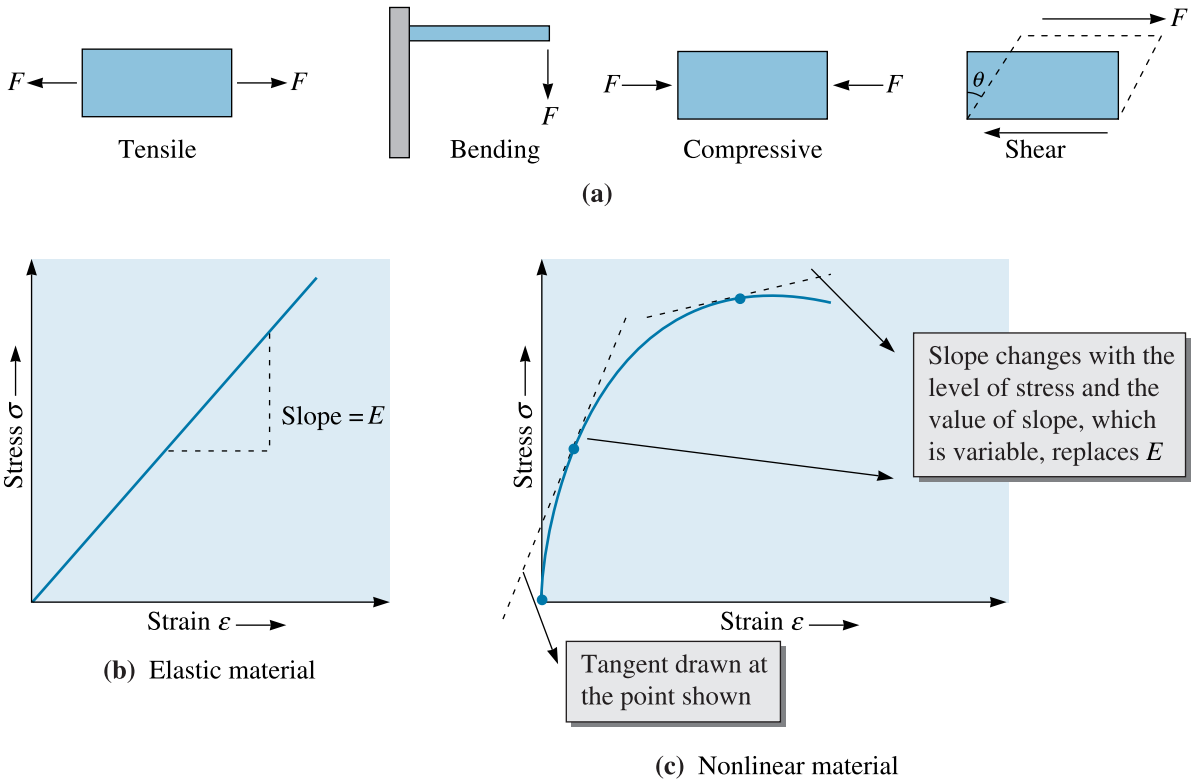 F
F
Tensile
F
Bending
F
F
Compressive
θ
F
Shear
(a)
Stress σ
Slope = E
Strain ε
(b) Elastic material
Stress σ
Slope changes with the
level of stress and the
value of slope, which
is variable, replaces E
Strain ε
Tangent drawn at
the point shown
(c) Nonlinear material